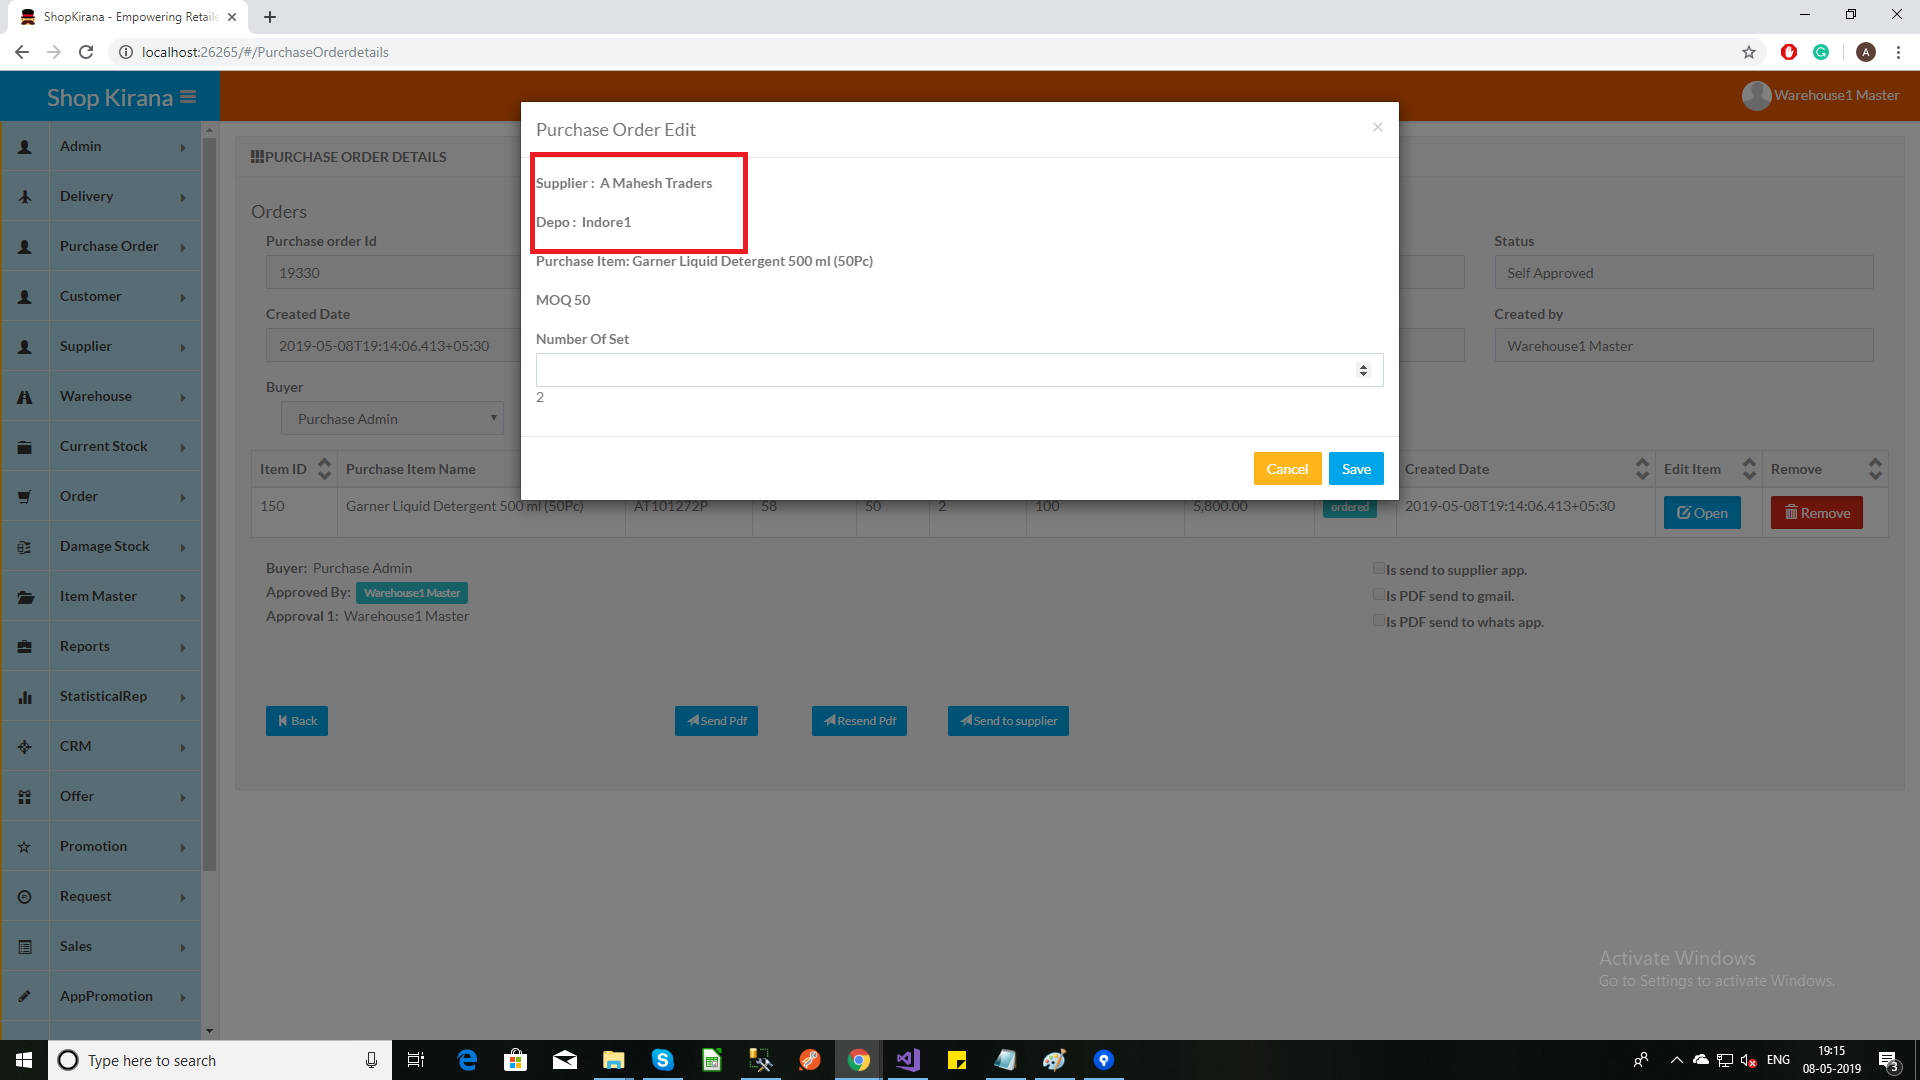 ShopKirana - Empowering Retaile
localhost:26265/#/PurchaseOrderdetails
A
Shop Kirana
Warehouse1 Master
Admin
Delivery
Purchase Order
Customer
Supplier
Warehouse
Current Stock
Order
Damage Stock
Item Master
Reports
StatisticalRep
CRM
Offer
Promotion
Request
Sales
AppPromotion
PURCHASE ORDER DETAILS
Orders
Purchase order Id
19330
Created Date
2019-05-08T19:14:06.413+05:30
Buyer
Purchase Admin
Status
Self Approved
Created by
Warehouse1 Master
Purchase Order Edit
×
Supplier : A Mahesh Traders
Depo : Indore1
Purchase Item: Garner Liquid Detergent 500 ml (50Pc)
MOQ 50
Number Of Set
2
Cancel Save
Item ID Purchase Item Name Created Date Edit Item Remove
150 Garner Liquid Detergent 500 ml (50Pc) AT101272P 58 50 2 100 5,800.00 ordered 2019-05-08T19:14:06.413+05:30 Open Remove
Buyer: Purchase Admin
Approved By: Warehouse1 Master
Approval 1: Warehouse1 Master
Is send to supplier app.
Is PDF send to gmail.
Is PDF send to whats app.
Back Send Pdf Resend Pdf Send to supplier
Activate Windows
Go to Settings to activate Windows.
Type here to search
ENG
19:15
08-05-2019
3